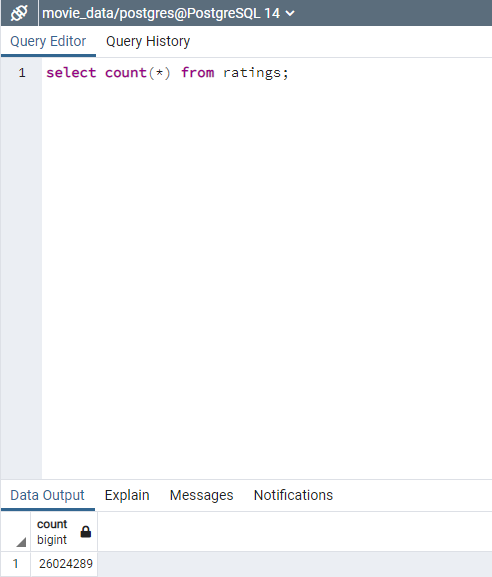 movie_data/postgres@PostgreSQL 14
Query Editor Query History
1 select count(*) from ratings;
Data Output Explain Messages Notifications
count
bigint
1 26024289